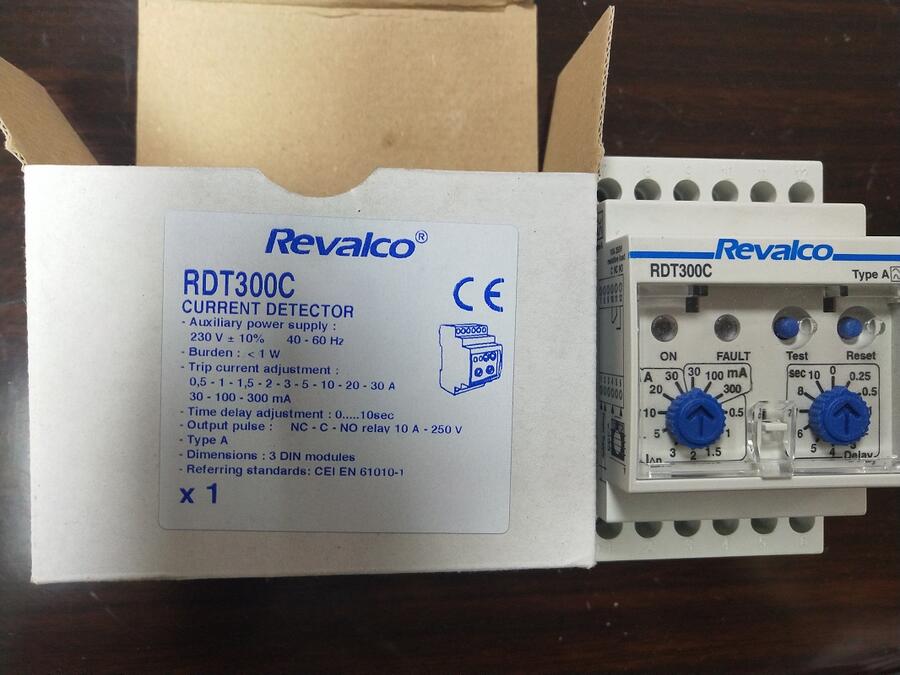 Revalco®
RDT300C
CURRENT DETECTOR
CE
- Auxiliary power supply :
230 V ± 10% 40 - 60 Hz
- Burden : < 1 W
- Trip current adjustment :
0,5 - 1 - 1,5 - 2 - 3 - 5 - 10 - 20 - 30 A
30 - 100 - 300 mA
- Time delay adjustment : 0.....10sec
- Output pulse : NC - C - NO relay 10 A - 250 V
- Type A
- Dimensions : 3 DIN modules
- Referring standards: CEI EN 61010-1
x 1
Revalco
RDT300C
Type A
ON FAULT Test Reset
A 30 30 100 mA 300
20
10 0.5
5 1
I∆n 3 2 1.5
sec 10 0 0.25
8 0.5
6 5 4 3 Delay